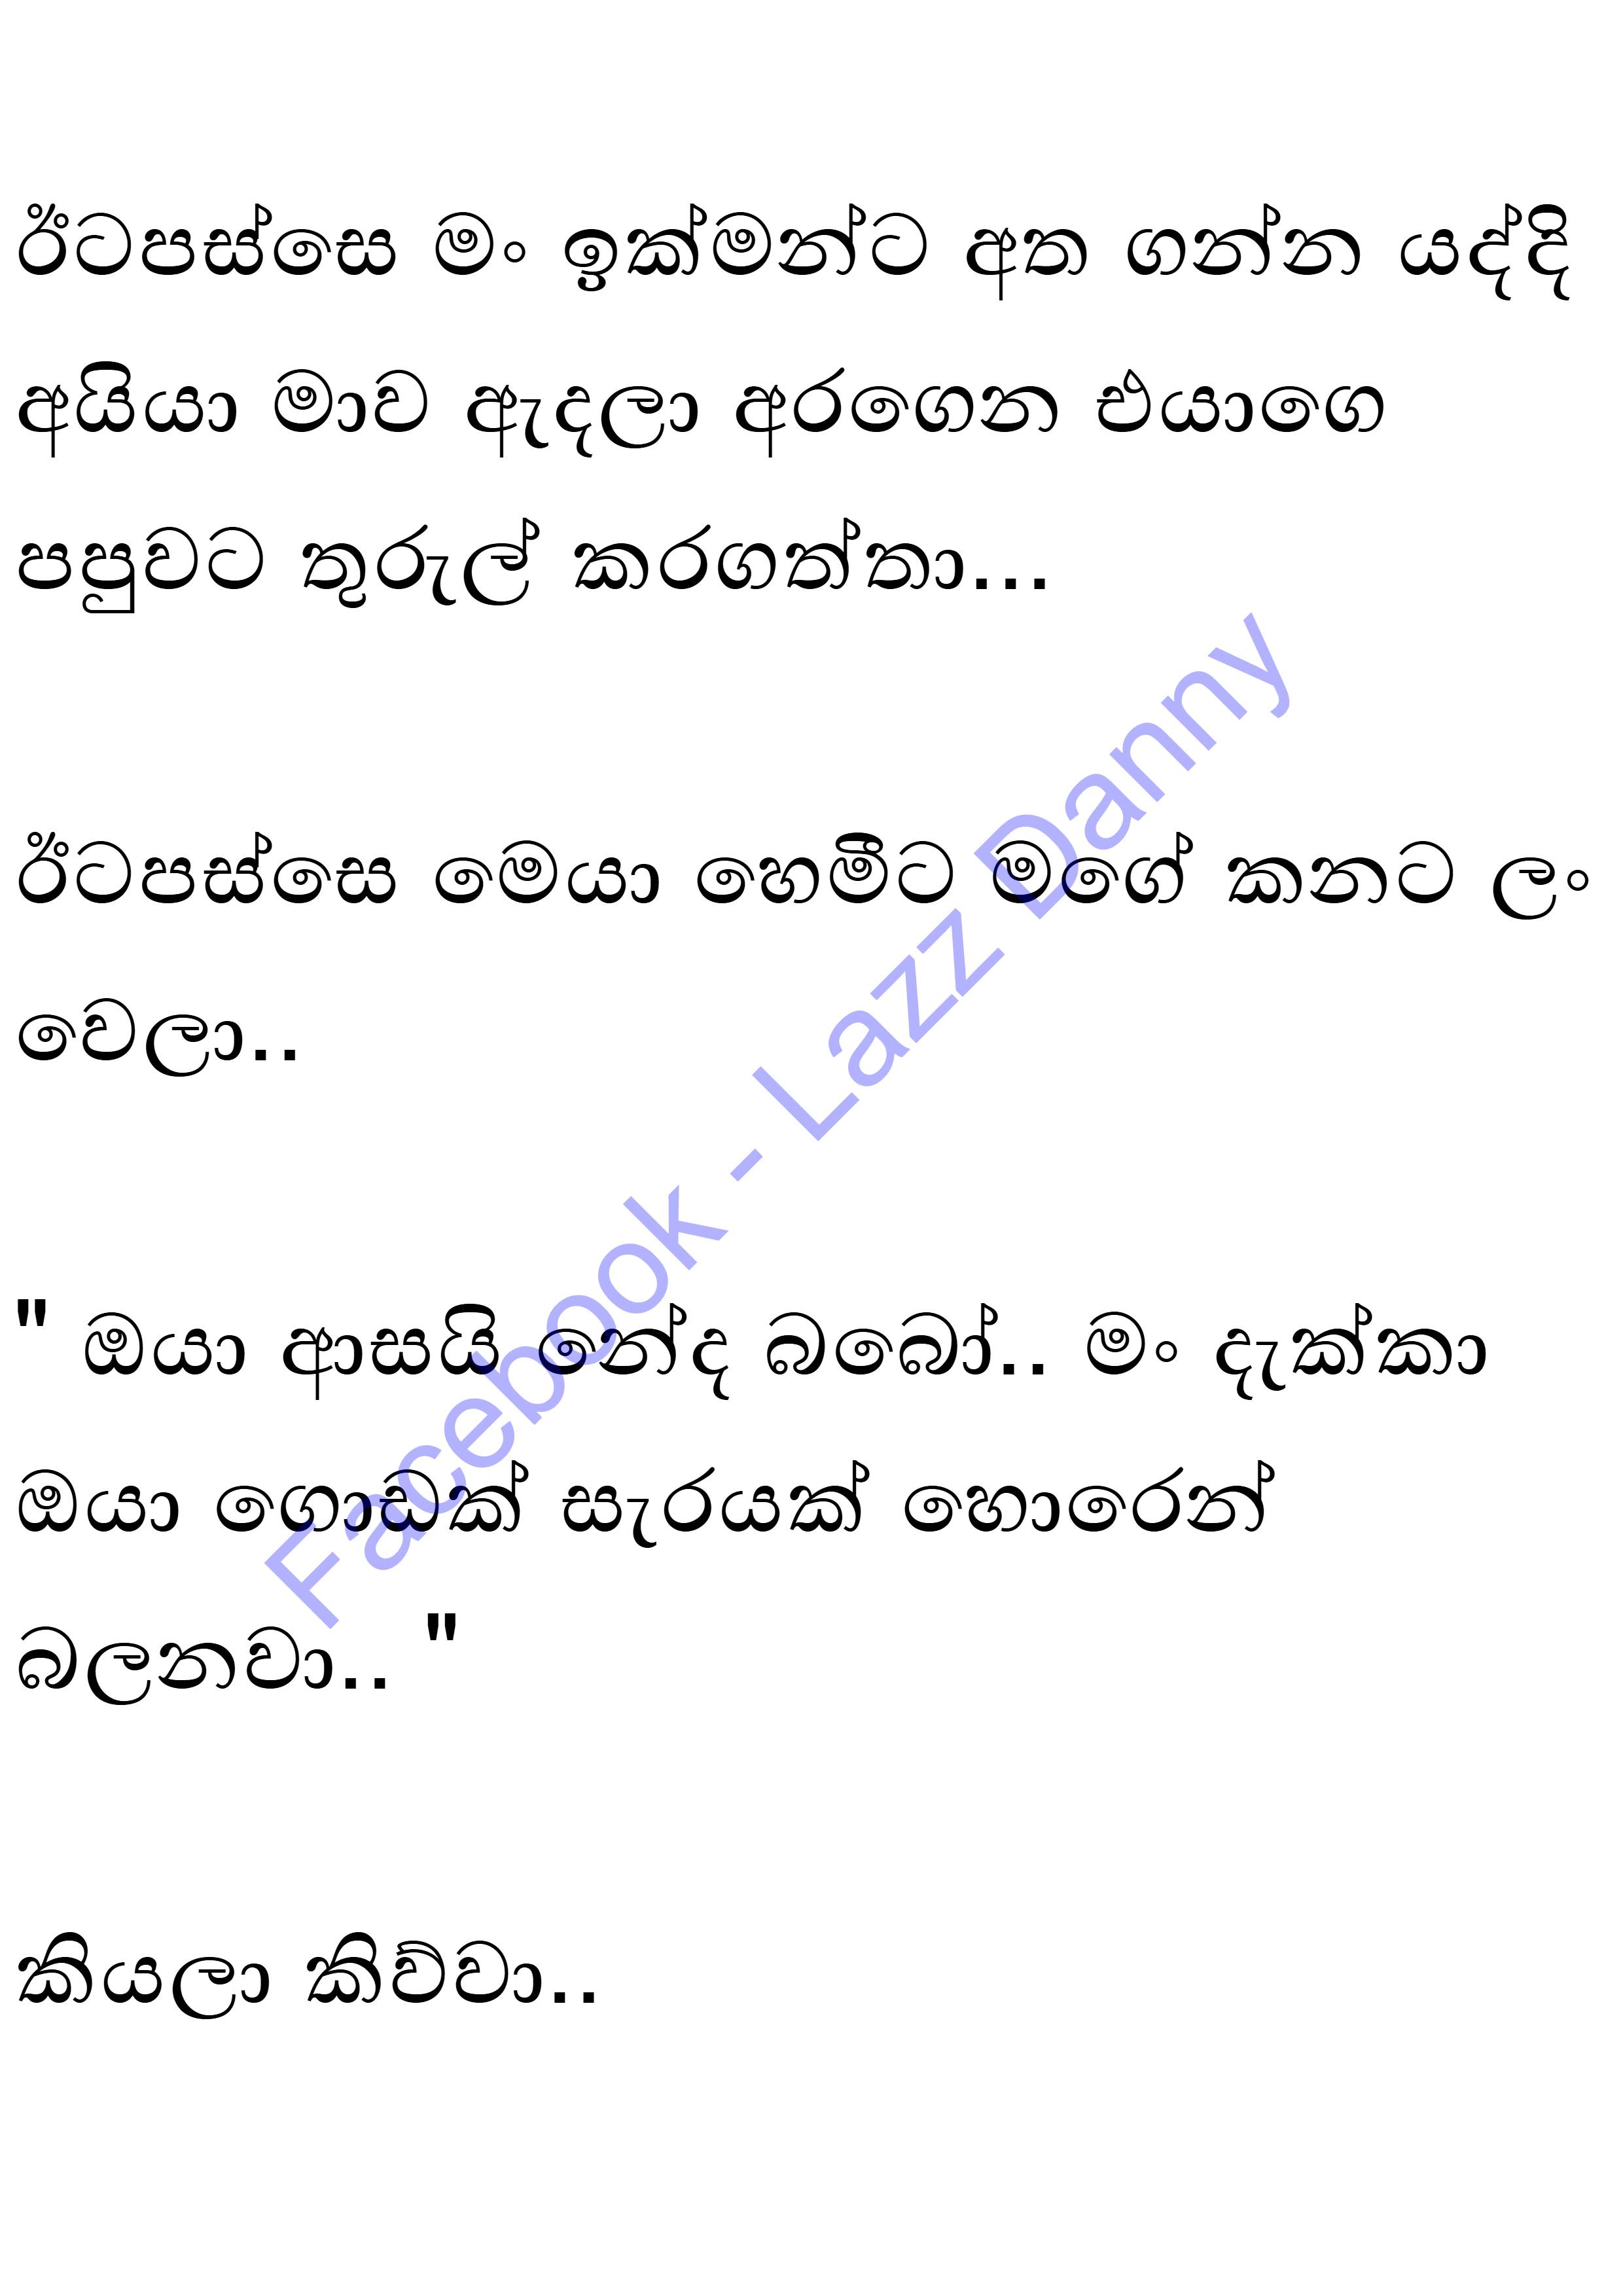 ඊටපස්සෙ මං ඉක්මන්ට අත ගන්න යද්දි
අයියා මාව ඇදලා අරගෙන එයාගෙ
පපුවට තුරුල් කරගත්තා...
ඊටපස්සෙ මෙයා හෙමීට මගේ කනට ලං
වෙලා..
" ඔයා ආසයි නේද බබෝ.. මං දැක්කා
ඔයා ගොඩක් සැරයක් හොරෙන්
බලනවා.. "
කියලා කිව්වා..
Facebook - Lazz Danny